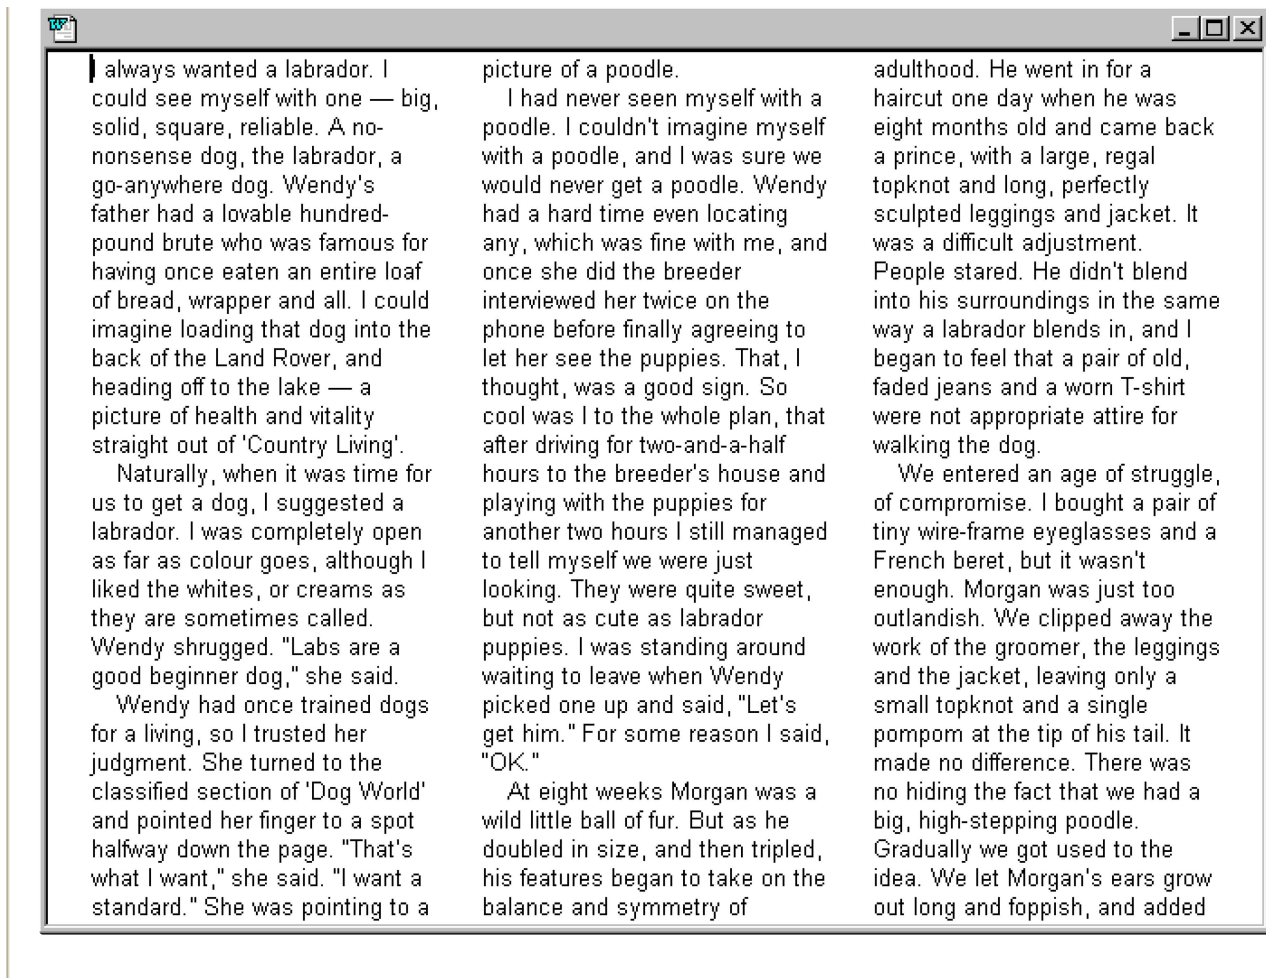 I always wanted a labrador. I
could see myself with one — big,
solid, square, reliable. A no-
nonsense dog, the labrador, a
go-anywhere dog. Wendy's
father had a lovable hundred-
pound brute who was famous for
having once eaten an entire loaf
of bread, wrapper and all. I could
imagine loading that dog into the
back of the Land Rover, and
heading off to the lake — a
picture of health and vitality
straight out of 'Country Living'.
Naturally, when it was time for
us to get a dog, I suggested a
labrador. I was completely open
as far as colour goes, although I
liked the whites, or creams as
they are sometimes called.
Wendy shrugged. "Labs are a
good beginner dog," she said.
Wendy had once trained dogs
for a living, so I trusted her
judgment. She turned to the
classified section of 'Dog World'
and pointed her finger to a spot
halfway down the page. "That's
what I want," she said. "I want a
standard." She was pointing to a
picture of a poodle.
I had never seen myself with a
poodle. I couldn't imagine myself
with a poodle, and I was sure we
would never get a poodle. Wendy
had a hard time even locating
any, which was fine with me, and
once she did the breeder
interviewed her twice on the
phone before finally agreeing to
let her see the puppies. That, I
thought, was a good sign. So
cool was I to the whole plan, that
after driving for two-and-a-half
hours to the breeder's house and
playing with the puppies for
another two hours I still managed
to tell myself we were just
looking. They were quite sweet,
but not as cute as labrador
puppies. I was standing around
waiting to leave when Wendy
picked one up and said, "Let's
get him." For some reason I said,
"OK."
At eight weeks Morgan was a
wild little ball of fur. But as he
doubled in size, and then tripled,
his features began to take on the
balance and symmetry of
adulthood. He went in for a
haircut one day when he was
eight months old and came back
a prince, with a large, regal
topknot and long, perfectly
sculpted leggings and jacket. It
was a difficult adjustment.
People stared. He didn't blend
into his surroundings in the same
way a labrador blends in, and I
began to feel that a pair of old,
faded jeans and a worn T-shirt
were not appropriate attire for
walking the dog.
We entered an age of struggle,
of compromise. I bought a pair of
tiny wire-frame eyeglasses and a
French beret, but it wasn't
enough. Morgan was just too
outlandish. We clipped away the
work of the groomer, the leggings
and the jacket, leaving only a
small topknot and a single
pompom at the tip of his tail. It
made no difference. There was
no hiding the fact that we had a
big, high-stepping poodle.
Gradually we got used to the
idea. We let Morgan's ears grow
out long and foppish, and added